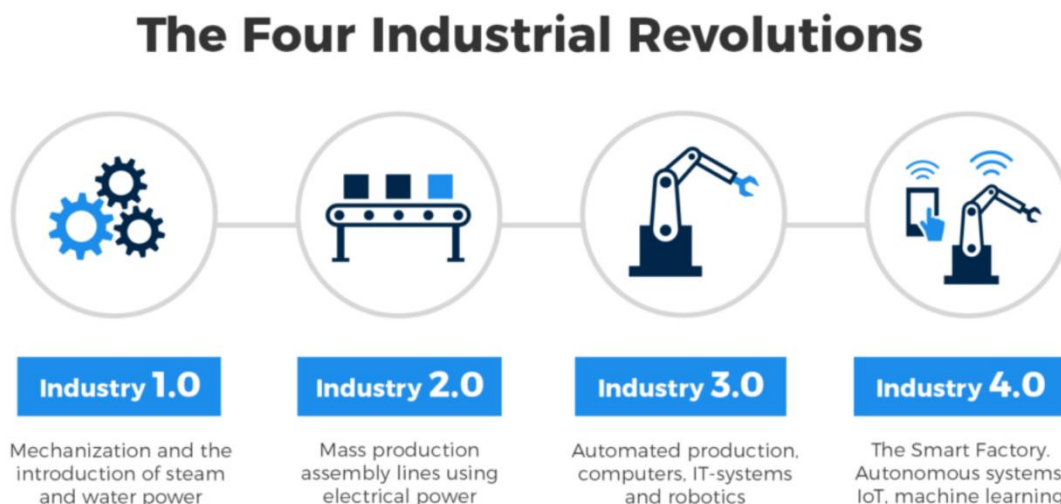 The Four Industrial Revolutions
Industry 1.0
Mechanization and the
introduction of steam
and water power
Industry 2.0
Mass production
assembly lines using
electrical power
Industry 3.0
Automated production,
computers, IT-systems
and robotics
Industry 4.0
The Smart Factory.
Autonomous systems
IoT, machine learning